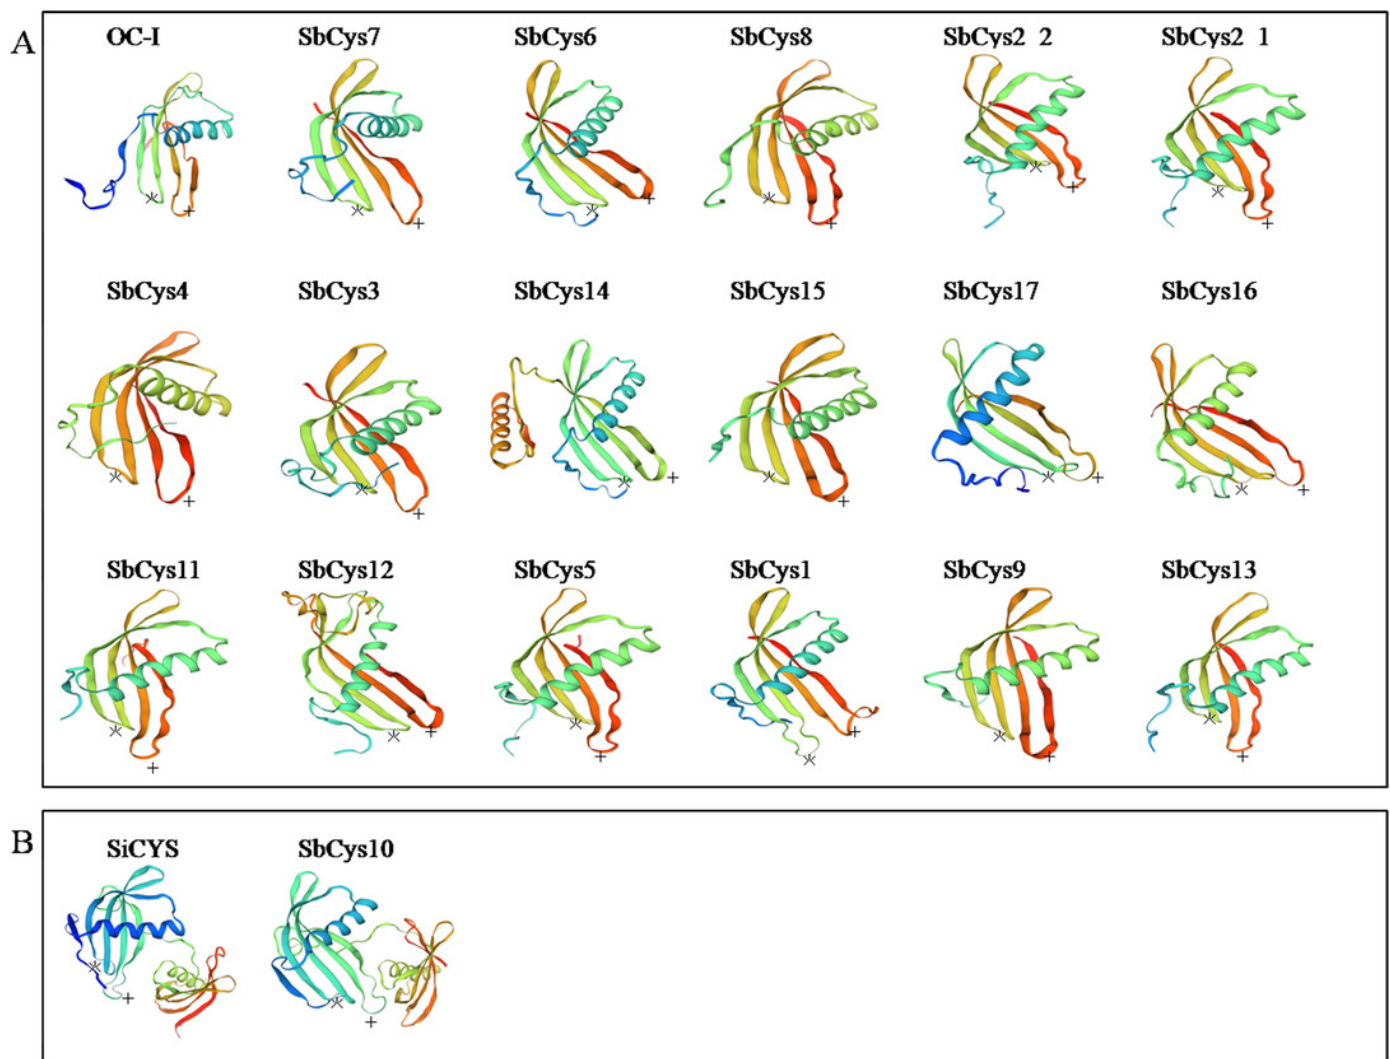 A
OC-I SbCys7 SbCys6 SbCys8 SbCys2 2 SbCys2 1
SbCys4 SbCys3 SbCys14 SbCys15 SbCys17 SbCys16
SbCys11 SbCys12 SbCys5 SbCys1 SbCys9 SbCys13
B
SiCYS SbCys10